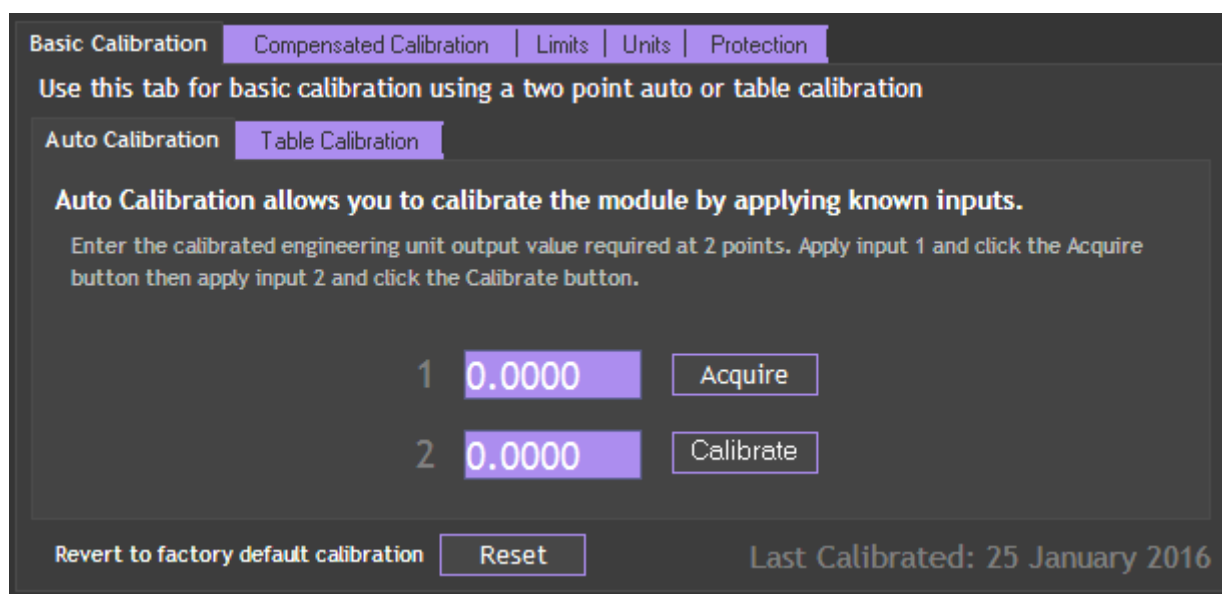 Basic Calibration Compensated Calibration Limits Units Protection
Use this tab for basic calibration using a two point auto or table calibration
Auto Calibration Table Calibration
Auto Calibration allows you to calibrate the module by applying known inputs.
Enter the calibrated engineering unit output value required at 2 points. Apply input 1 and click the Acquire
button then apply input 2 and click the Calibrate button.
1 0.0000 Acquire
2 0.0000 Calibrate
Revert to factory default calibration Reset Last Calibrated: 25 January 2016